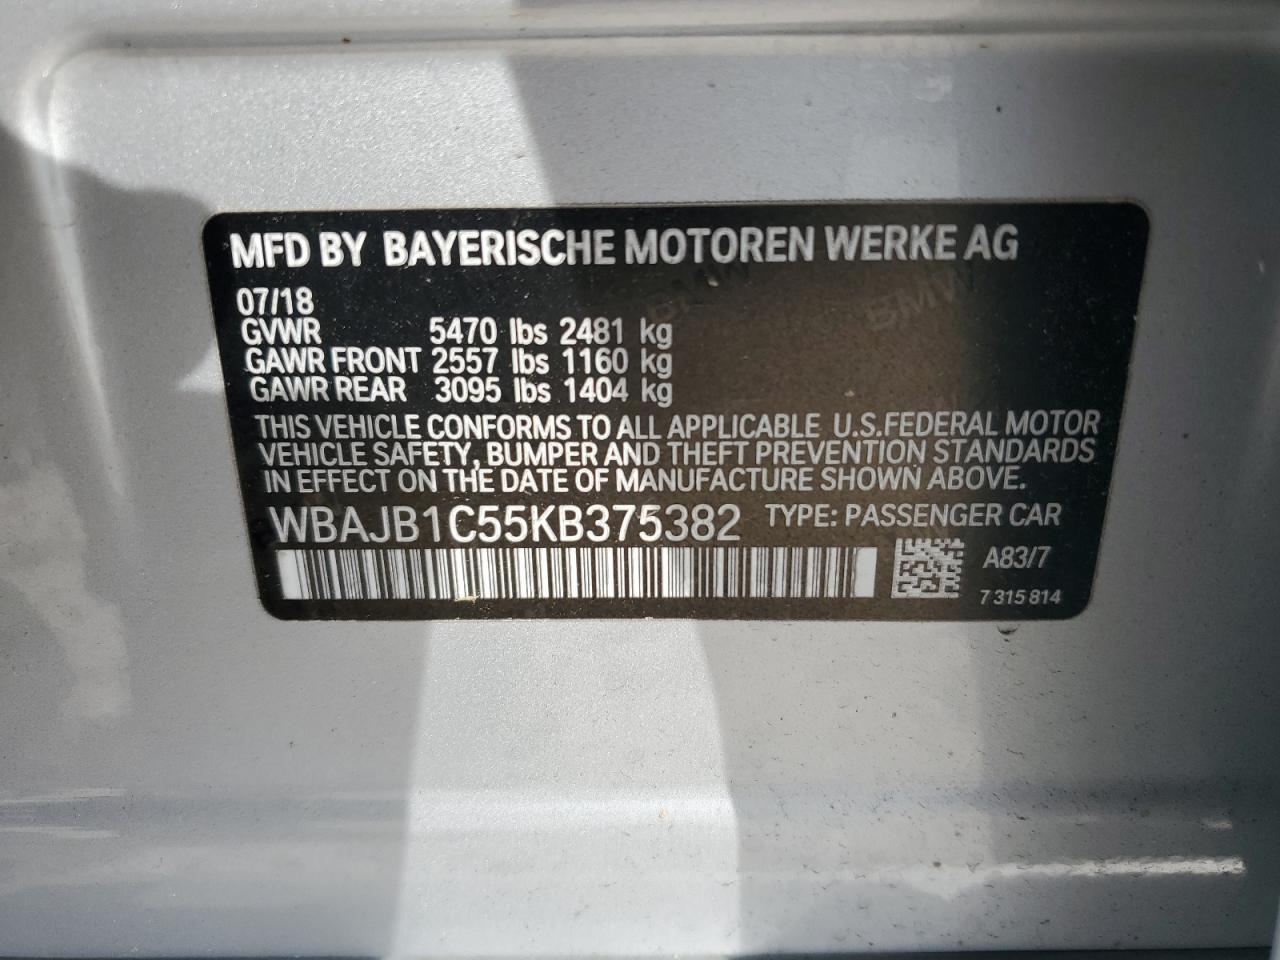 MFD BY BAYERISCHE MOTOREN WERKE AG
07/18
GVWR 5470 lbs 2481 kg
GAWR FRONT 2557 lbs 1160 kg
GAWR REAR 3095 lbs 1404 kg
THIS VEHICLE CONFORMS TO ALL APPLICABLE U.S.FEDERAL MOTOR
VEHICLE SAFETY, BUMPER AND THEFT PREVENTION STANDARDS
IN EFFECT ON THE DATE OF MANUFACTURE SHOWN ABOVE.
WBAJB1C55KB375382 TYPE: PASSENGER CAR
A83/7
7 315 814
BMW
BMW